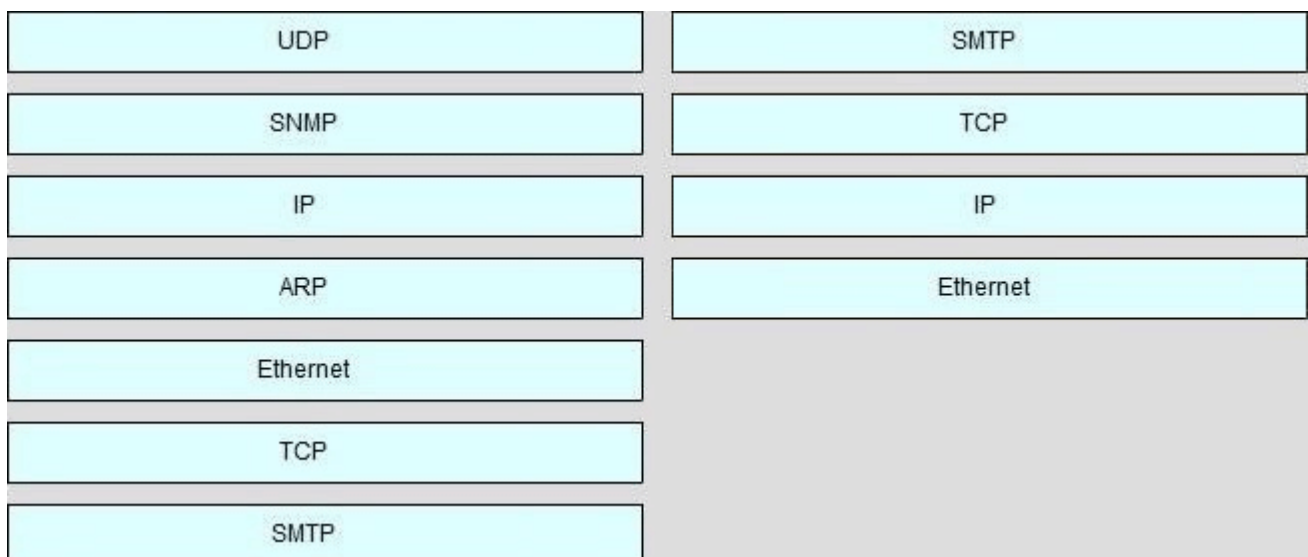 UDP
SNMP
IP
ARP
Ethernet
TCP
SMTP
SMTP
TCP
IP
Ethernet